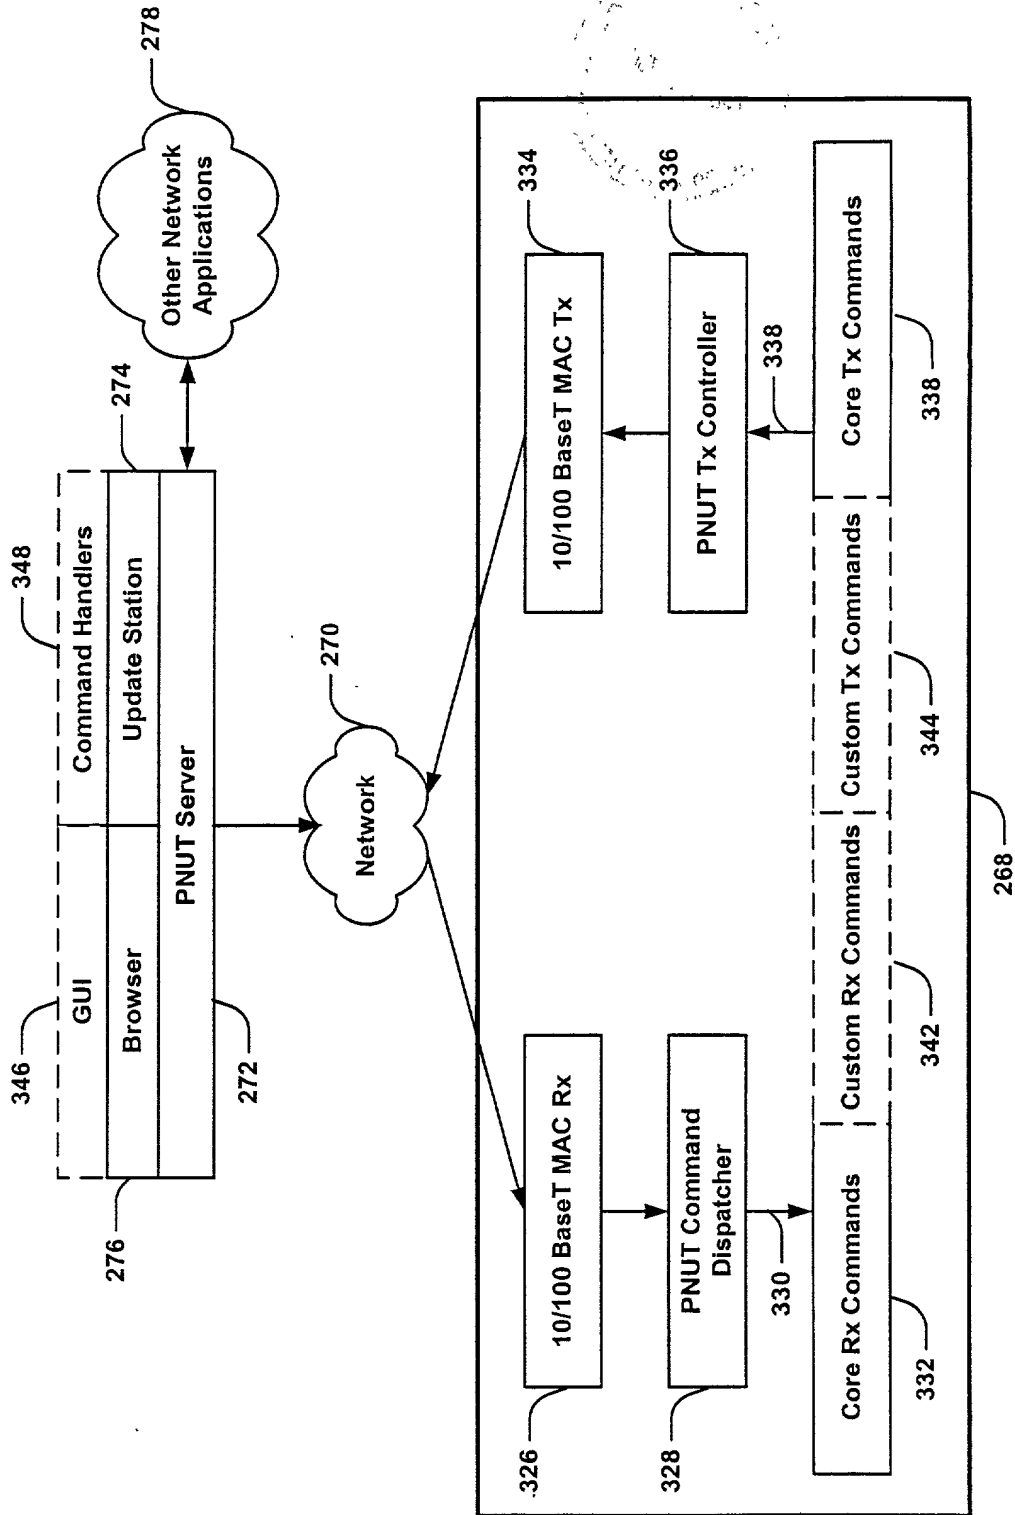 346
348
GUI
Command Handlers
276
Browser
Update Station
274
PNUT Server
272
Other Network
Applications
278
Network
270
326
10/100 BaseT MAC Rx
10/100 BaseT MAC Tx
334
328
PNUT Command
Dispatcher
PNUT Tx Controller
336
330
338
Core Rx Commands
Custom Rx Commands
Custom Tx Commands
Core Tx Commands
332
342
344
338
268